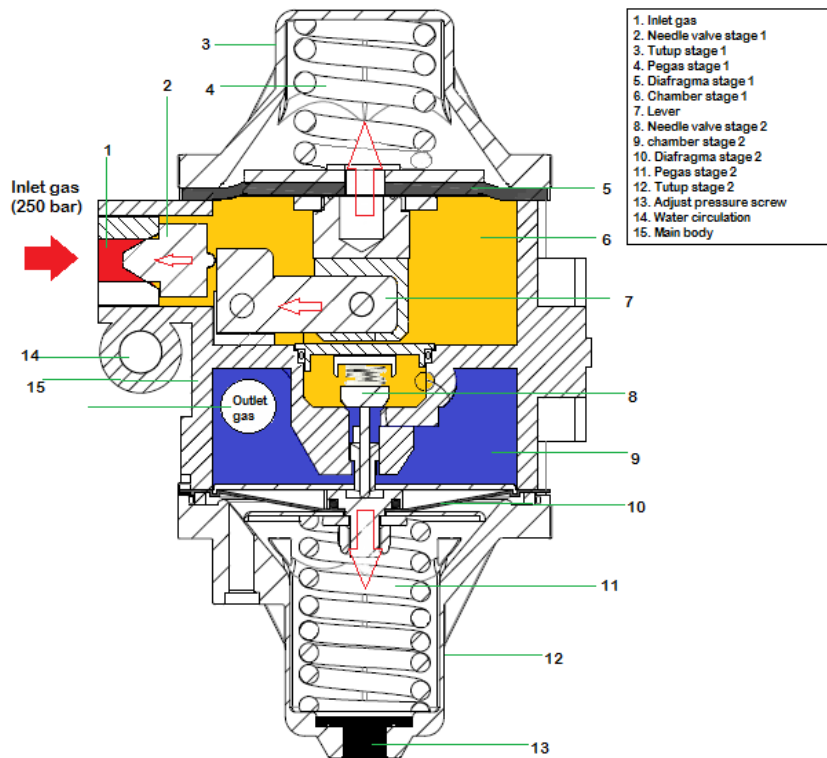 1. Inlet gas
2. Needle valve stage 1
3. Tutup stage 1
4. Pegas stage 1
5. Diafragma stage 1
6. Chamber stage 1
7. Lever
8. Needle valve stage 2
9. chamber stage 2
10. Diafragma stage 2
11. Pegas stage 2
12. Tutup stage 2
13. Adjust pressure screw
14. Water circulation
15. Main body
3
4
2
1
Inlet gas
(250 bar)
5
6
7
14
15
8
Outlet
gas
9
10
11
12
13